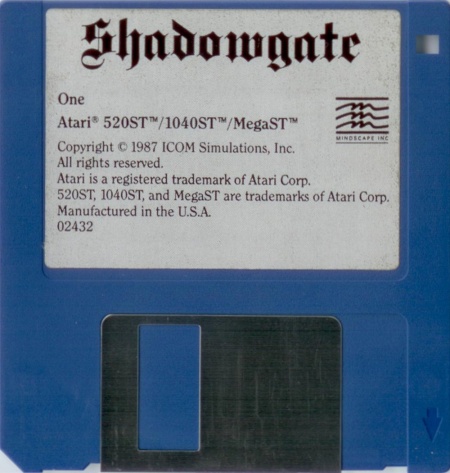 Shadowgate
One
Atari® 520ST™/1040ST™/MegaST™
MINDSCAPE INC
Copyright © 1987 ICOM Simulations, Inc.
All rights reserved.
Atari is a registered trademark of Atari Corp.
520ST, 1040ST, and MegaST are trademarks of Atari Corp.
Manufactured in the U.S.A.
02432